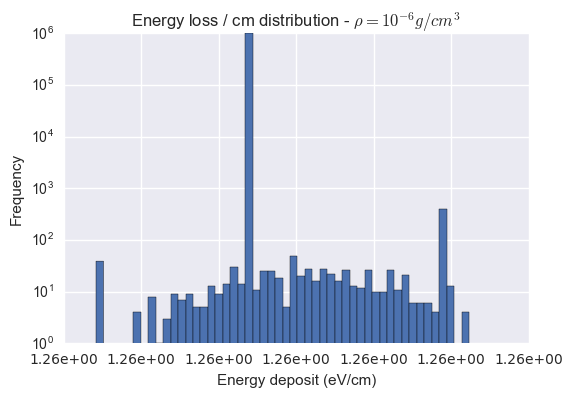 Energy loss / cm distribution - ρ = 10⁻⁶g/cm³
10⁶
10⁵
10⁴
10³
10²
10¹
10⁰
Frequency
1.26e+00 1.26e+00 1.26e+00 1.26e+00 1.26e+00 1.26e+00 1.26e+00
Energy deposit (eV/cm)